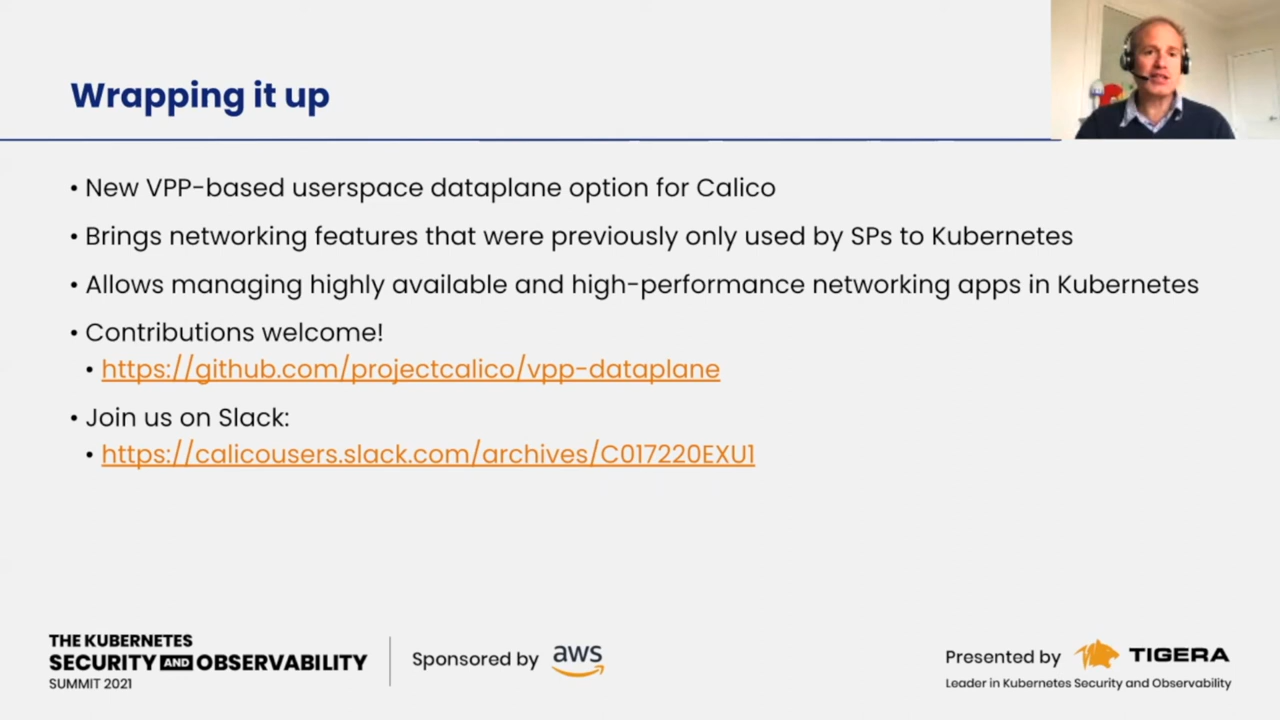 Wrapping it up
• New VPP-based userspace dataplane option for Calico
• Brings networking features that were previously only used by SPs to Kubernetes
• Allows managing highly available and high-performance networking apps in Kubernetes
• Contributions welcome!
• https://github.com/projectcalico/vpp-dataplane
• Join us on Slack:
• https://calicousers.slack.com/archives/C017220EXU1
THE KUBERNETES
SECURITY AND OBSERVABILITY
SUMMIT 2021
Sponsored by aws
Presented by TIGERA
Leader in Kubernetes Security and Observability